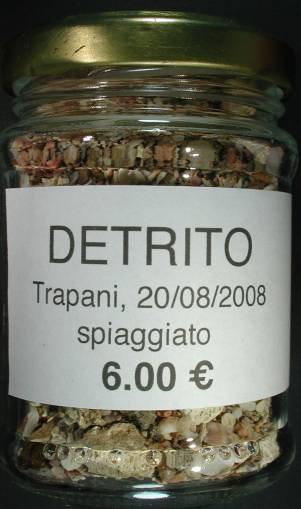 DETRITO
Trapani, 20/08/2008
spiaggiato
6.00 €